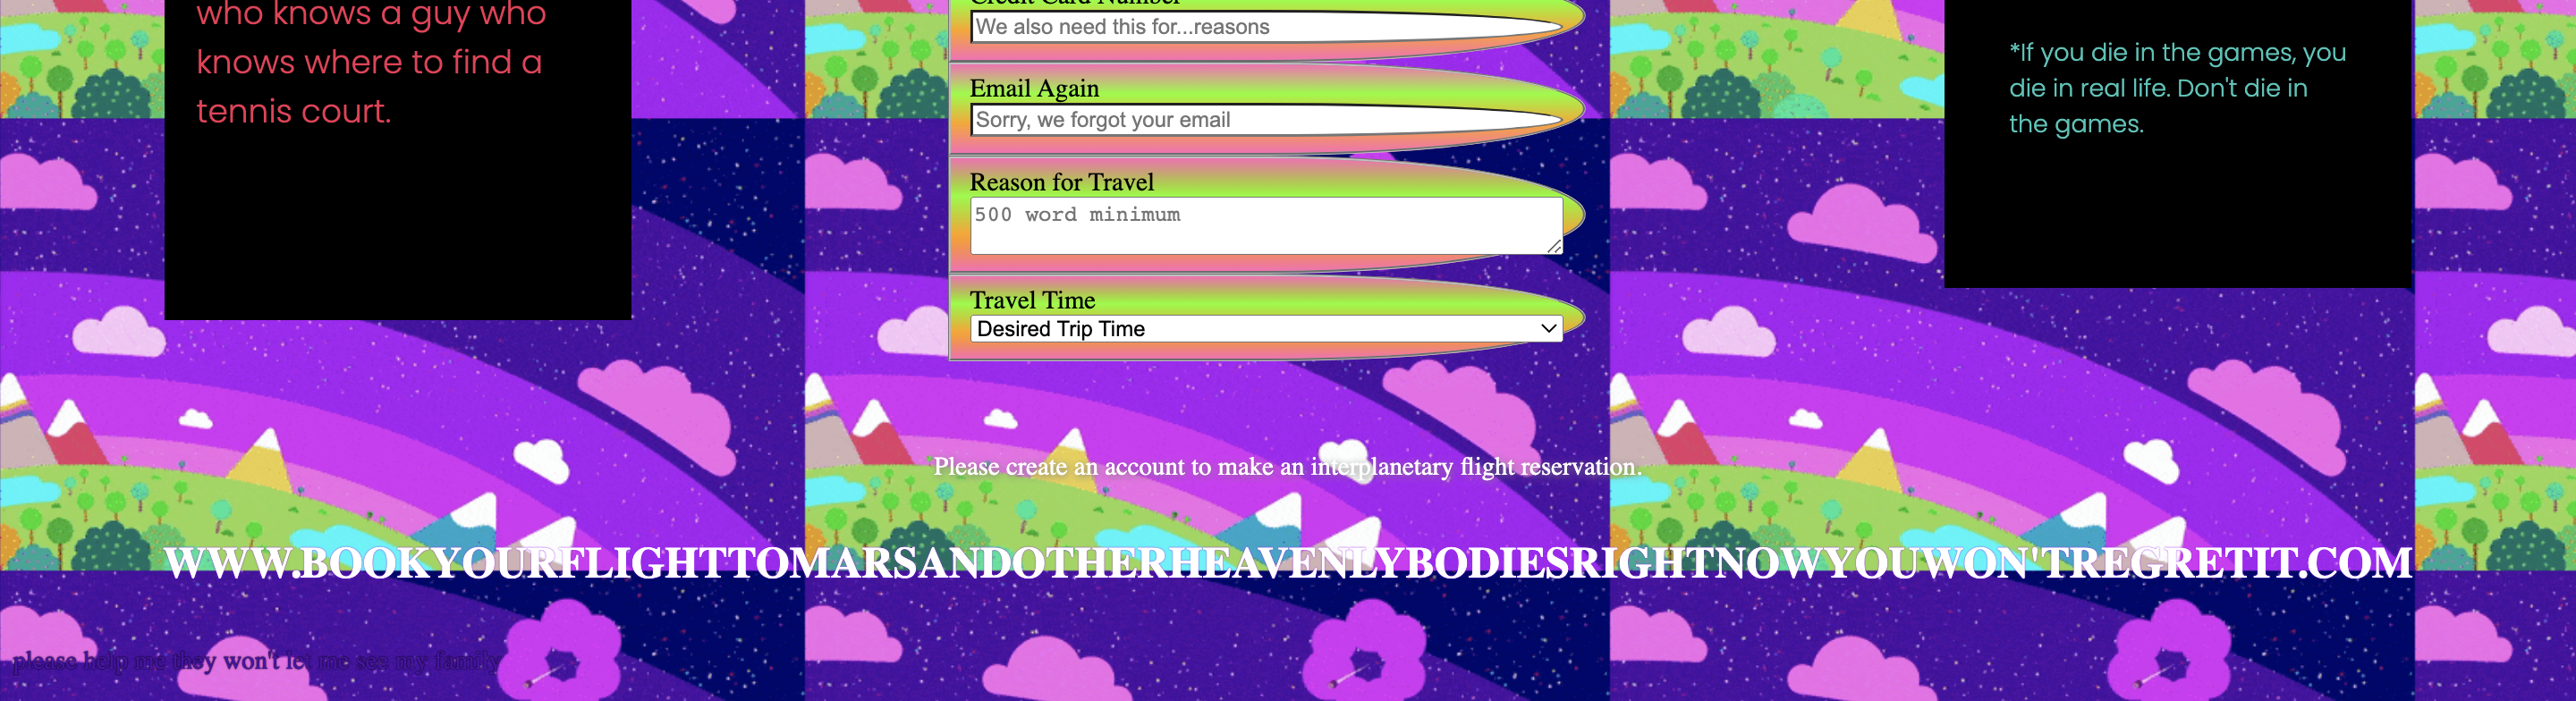 who knows a guy who
knows where to find a
tennis court.
Credit Card Number
We also need this for...reasons
Email Again
Sorry, we forgot your email
Reason for Travel
500 word minimum
Travel Time
Desired Trip Time
*If you die in the games, you
die in real life. Don't die in
the games.
Please create an account to make an interplanetary flight reservation.
WWW.BOOKYOURFLIGHTTOMARSANDOTHERHEAVENLYBODIESRIGHTNOWYOUWON'TREGRETIT.COM
please help me they won't let me see my family